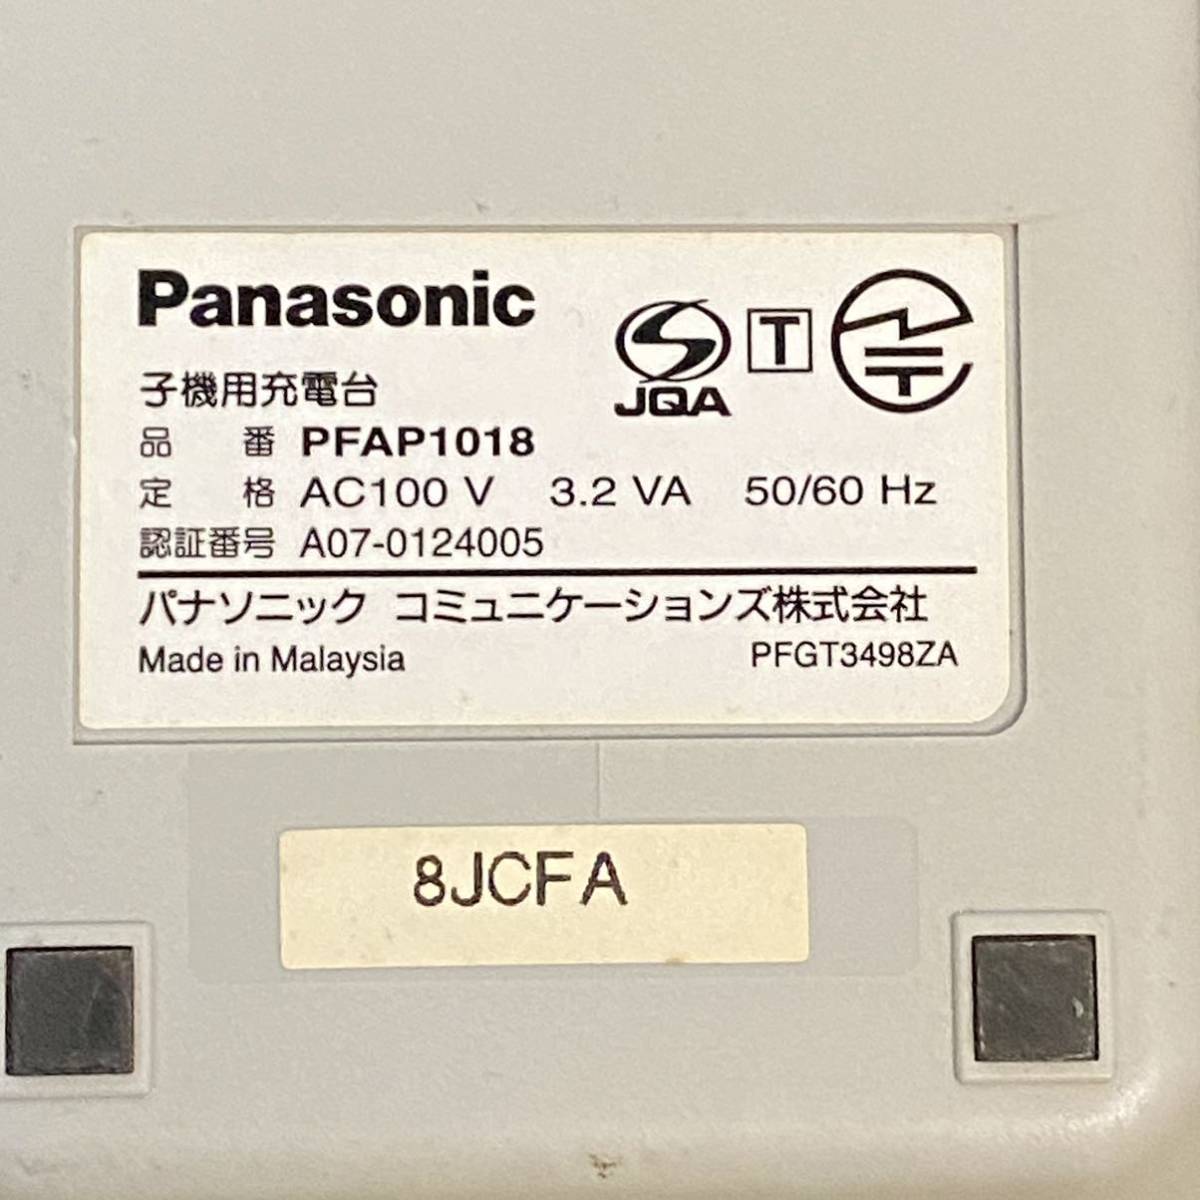 Panasonic
JQA T
子機用充電台
品 番 PFAP1018
定 格 AC100 V 3.2 VA 50/60 Hz
認証番号 A07-0124005
パナソニック コミュニケーションズ株式会社
Made in Malaysia PFGT3498ZA
8JCFA